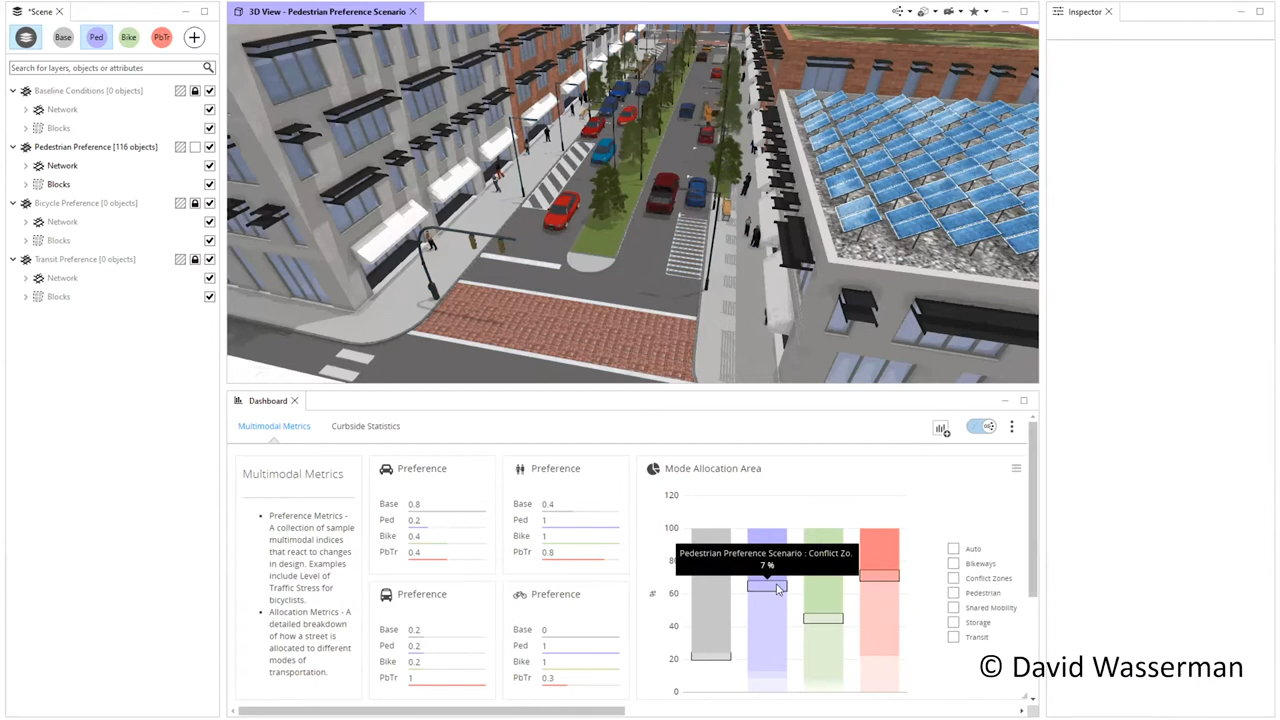 *Scene
Base
Ped
Bike
PbTr
Search for layers, objects or attributes
Baseline Conditions [0 objects]
Network
Blocks
Pedestrian Preference [116 objects]
Network
Blocks
Bicycle Preference [0 objects]
Network
Blocks
Transit Preference [0 objects]
Network
Blocks
3D View - Pedestrian Preference Scenario
Inspector
Dashboard
Multimodal Metrics
Curbside Statistics
Off
Multimodal Metrics
Preference Metrics -
A collection of sample
multimodal indices
that react to changes
in design. Examples
include Level of
Traffic Stress for
bicyclists.
Allocation Metrics - A
detailed breakdown
of how a street is
allocated to different
modes of
transportation.
Preference
Base 0.8
Ped 0.2
Bike 0.4
PbTr 0.4
Preference
Base 0.4
Ped 1
Bike 1
PbTr 0.8
Preference
Base 0.2
Ped 0.2
Bike 0.2
PbTr 1
Preference
Base 0
Ped 1
Bike 1
PbTr 0.3
Mode Allocation Area
120
100
60
40
20
0
%
Pedestrian Preference Scenario : Conflict Zo.
7 %
Auto
Bikeways
Conflict Zones
Pedestrian
Shared Mobility
Storage
Transit
© David Wasserman